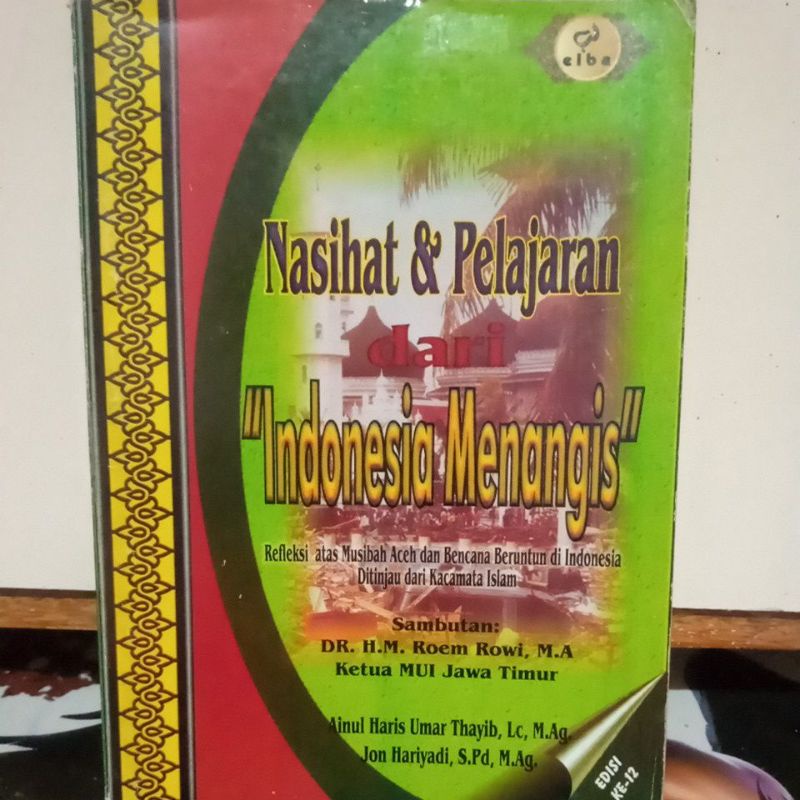 elba
Nasihat & Pelajaran
dari
"Indonesia Menangis"
Refleksi atas Musibah Aceh dan Bencana Beruntun di Indonesia
Ditinjau dari Kacamata Islam
Sambutan:
DR. H.M. Roem Rowi, M.A
Ketua MUI Jawa Timur
Ainul Haris Umar Thayib, Lc, M.Ag.
Jon Hariyadi, S.Pd, M.Ag.
EDISI
KE-12